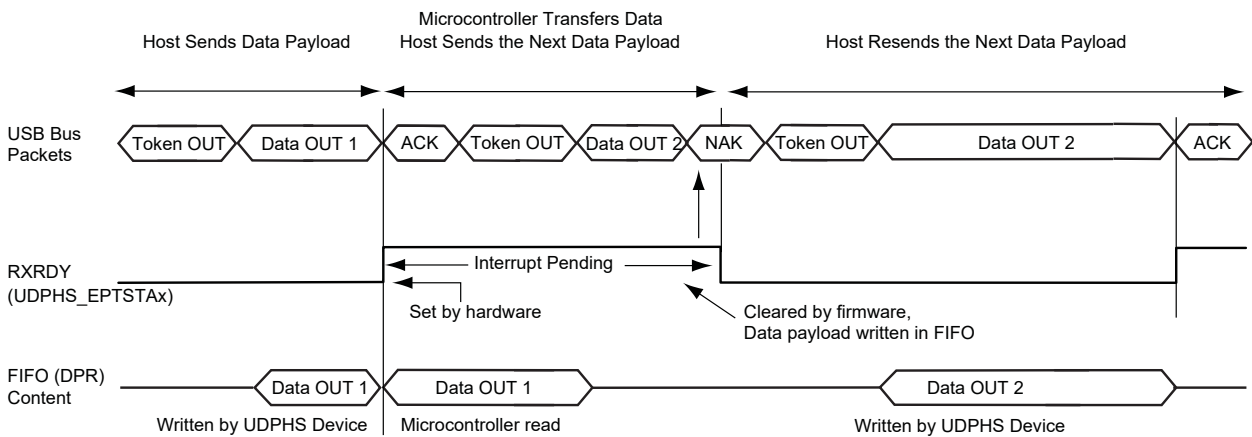 Microcontroller Transfers Data
Host Sends Data Payload
Host Sends the Next Data Payload
Host Resends the Next Data Payload
USB Bus
Packets
Token OUT
Data OUT 1
ACK
Token OUT
Data OUT 2
NAK
Token OUT
Data OUT 2
ACK
RXRDY
(UDPHS_EPTSTAx)
Interrupt Pending
Set by hardware
Cleared by firmware,
Data payload written in FIFO
FIFO (DPR)
Content
Data OUT 1
Data OUT 1
Data OUT 2
Written by UDPHS Device
Microcontroller read
Written by UDPHS Device